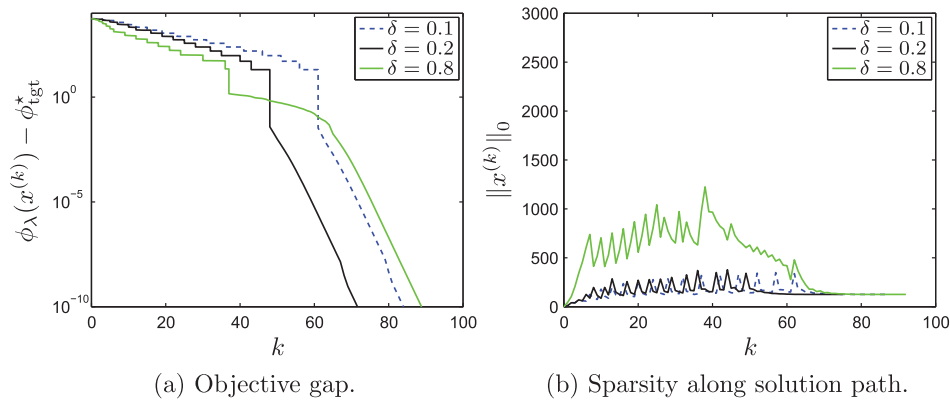 δ = 0.1
δ = 0.2
δ = 0.8
10^0
10^−5
10^−10
0 20 40 60 80 100
k
ϕ_λ(x^(k)) − ϕ*_tgt
(a) Objective gap.
δ = 0.1
δ = 0.2
δ = 0.8
3000
2500
2000
1500
1000
500
0
0 20 40 60 80 100
k
‖x^(k)‖_0
(b) Sparsity along solution path.